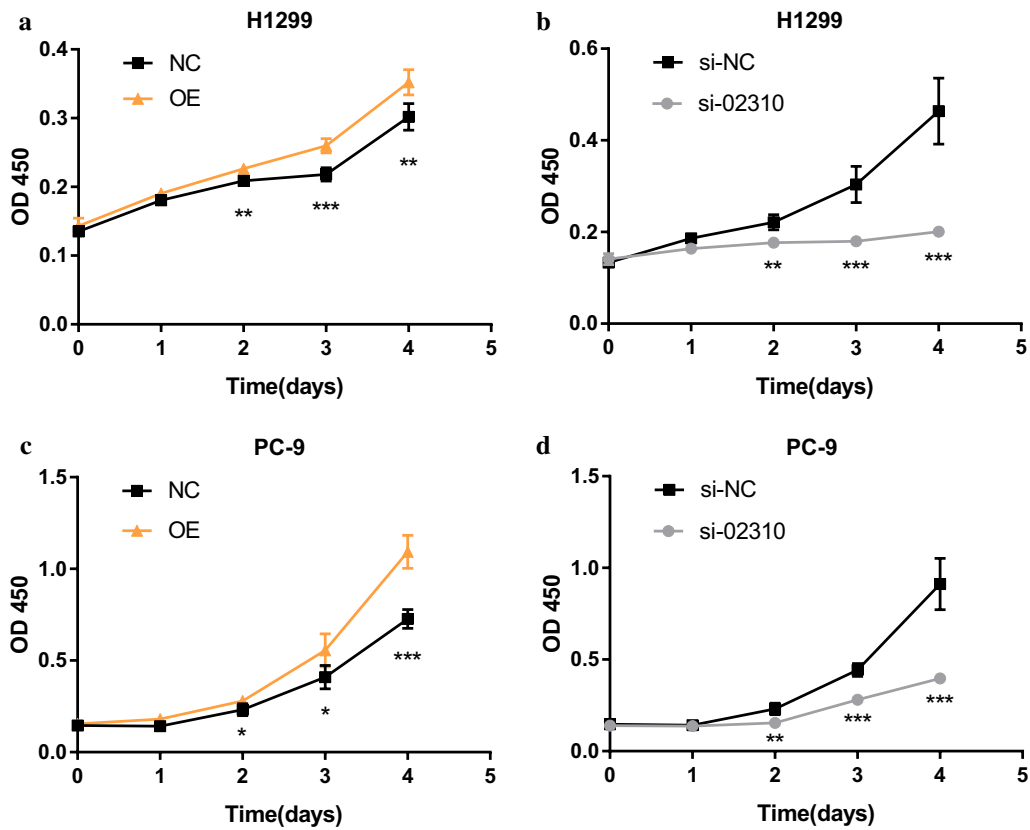 a
H1299
NC
OE
OD 450
0.4
0.3
0.2
0.1
0.0
**
***
**
0 1 2 3 4 5
Time(days)
b
H1299
si-NC
si-02310
OD 450
0.6
0.4
0.2
0.0
**
***
***
0 1 2 3 4 5
Time(days)
c
PC-9
NC
OE
OD 450
1.5
1.0
0.5
0.0
*
*
***
0 1 2 3 4 5
Time(days)
d
PC-9
si-NC
si-02310
OD 450
1.5
1.0
0.5
0.0
**
***
***
0 1 2 3 4 5
Time(days)